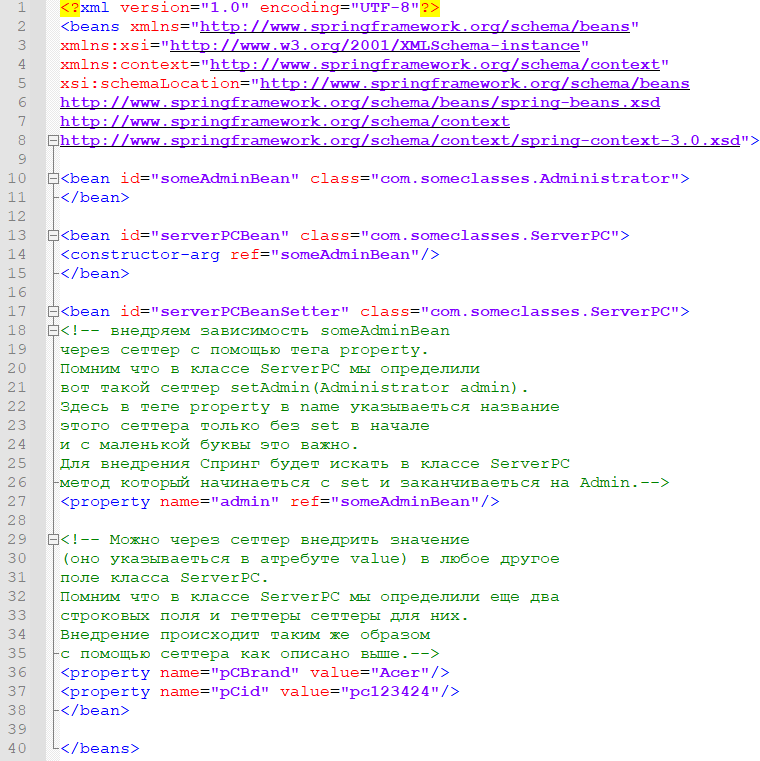 1 <?xml version="1.0" encoding="UTF-8"?>
2 <beans xmlns="http://www.springframework.org/schema/beans"
3 xmlns:xsi="http://www.w3.org/2001/XMLSchema-instance"
4 xmlns:context="http://www.springframework.org/schema/context"
5 xsi:schemaLocation="http://www.springframework.org/schema/beans
6 http://www.springframework.org/schema/beans/spring-beans.xsd
7 http://www.springframework.org/schema/context
8 http://www.springframework.org/schema/context/spring-context-3.0.xsd">
9
10 <bean id="someAdminBean" class="com.someclasses.Administrator">
11 </bean>
12
13 <bean id="serverPCBean" class="com.someclasses.ServerPC">
14 <constructor-arg ref="someAdminBean"/>
15 </bean>
16
17 <bean id="serverPCBeanSetter" class="com.someclasses.ServerPC">
18 <!-- внедряем зависимость someAdminBean
19 через сеттер с помощью тега property.
20 Помним что в классе ServerPC мы определили
21 вот такой сеттер setAdmin(Administrator admin).
22 Здесь в теге property в name указываеться название
23 этого сеттера только без set в начале
24 и с маленькой буквы это важно.
25 Для внедрения Спринг будет искать в классе ServerPC
26 метод который начинаеться с set и заканчиваеться на Admin.-->
27 <property name="admin" ref="someAdminBean"/>
28
29 <!-- Можно через сеттер внедрить значение
30 (оно указываеться в атребуте value) в любое другое
31 поле класса ServerPC.
32 Помним что в классе ServerPC мы определили еще два
33 строковых поля и геттеры сеттеры для них.
34 Внедрение происходит таким же образом
35 с помощью сеттера как описано выше.-->
36 <property name="pCBrand" value="Acer"/>
37 <property name="pCid" value="pc123424"/>
38 </bean>
39
40 </beans>